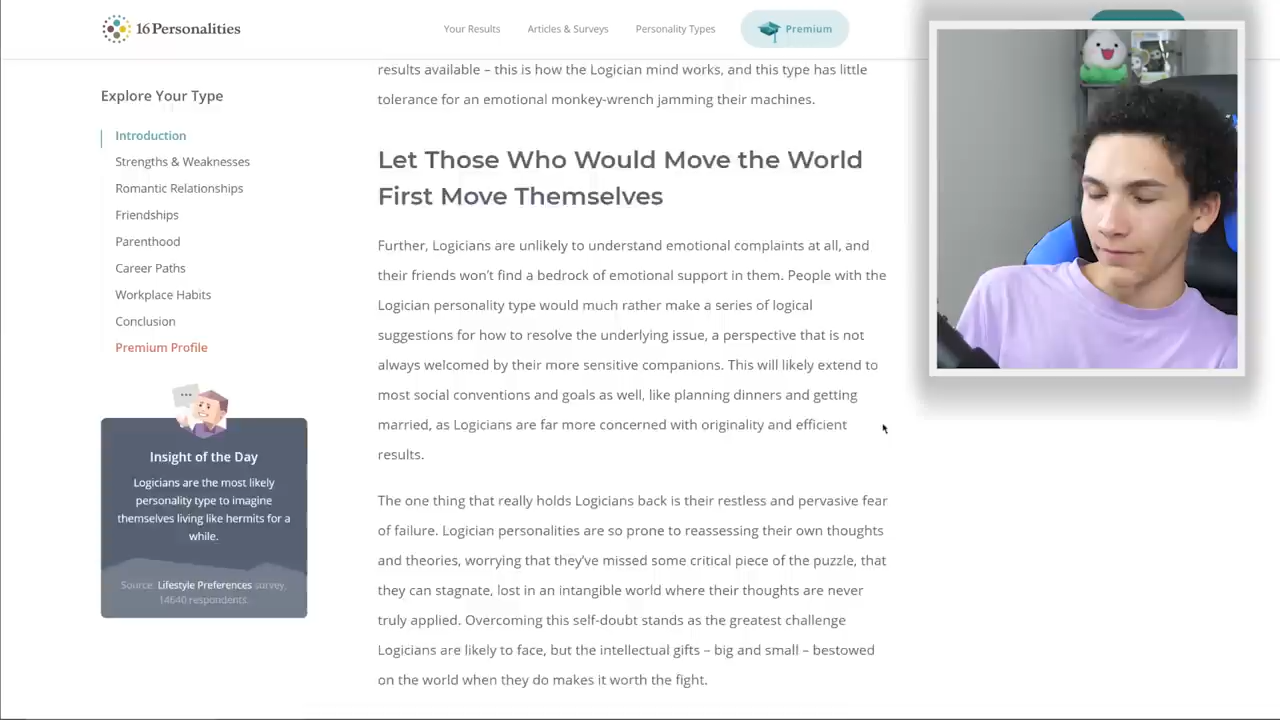 16Personalities
Your Results
Articles & Surveys
Personality Types
Premium
Explore Your Type
Introduction
Strengths & Weaknesses
Romantic Relationships
Friendships
Parenthood
Career Paths
Workplace Habits
Conclusion
Premium Profile
Insight of the Day
Logicians are the most likely
personality type to imagine
themselves living like hermits for a
while.
Source: Lifestyle Preferences survey,
14640 respondents.
results available – this is how the Logician mind works, and this type has little
tolerance for an emotional monkey-wrench jamming their machines.
Let Those Who Would Move the World
First Move Themselves
Further, Logicians are unlikely to understand emotional complaints at all, and
their friends won't find a bedrock of emotional support in them. People with the
Logician personality type would much rather make a series of logical
suggestions for how to resolve the underlying issue, a perspective that is not
always welcomed by their more sensitive companions. This will likely extend to
most social conventions and goals as well, like planning dinners and getting
married, as Logicians are far more concerned with originality and efficient
results.
The one thing that really holds Logicians back is their restless and pervasive fear
of failure. Logician personalities are so prone to reassessing their own thoughts
and theories, worrying that they've missed some critical piece of the puzzle, that
they can stagnate, lost in an intangible world where their thoughts are never
truly applied. Overcoming this self-doubt stands as the greatest challenge
Logicians are likely to face, but the intellectual gifts – big and small – bestowed
on the world when they do makes it worth the fight.